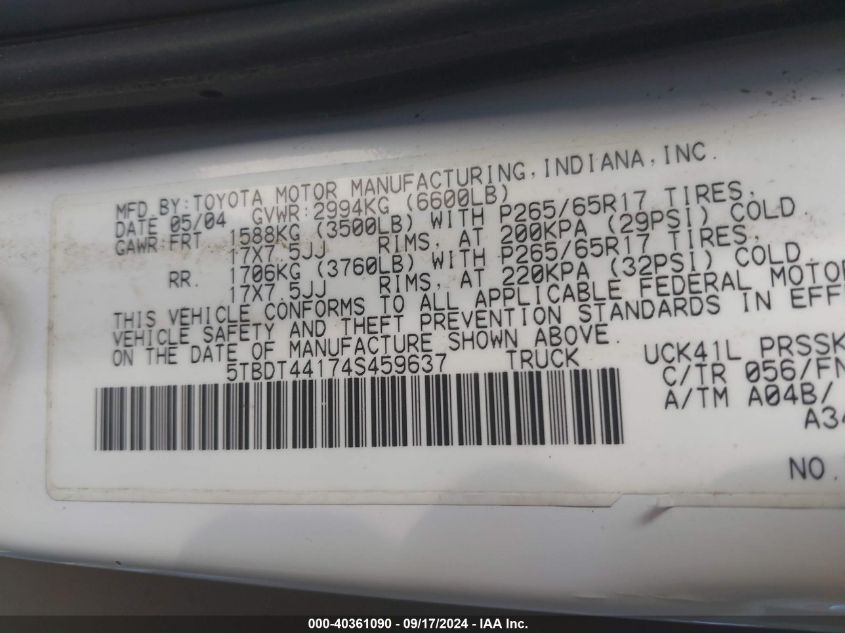 MFD BY: TOYOTA MOTOR MANUFACTURING, INDIANA, INC.
DATE 05/04 GVWR: 2994KG (6600LB)
GAWR: FRT 1588KG (3500LB) WITH P265/65R17 TIRES,
17X7.5JJ RIMS, AT 200KPA (29PSI) COLD
RR. 1706KG (3760LB) WITH P265/65R17 TIRES,
17X7.5JJ RIMS, AT 220KPA (32PSI) COLD
THIS VEHICLE CONFORMS TO ALL APPLICABLE FEDERAL MOTOR
VEHICLE SAFETY AND THEFT PREVENTION STANDARDS IN EFF
ON THE DATE OF MANUFACTURE SHOWN ABOVE.
5TBDT44174S459637 TRUCK UCK41L PRSSK
C/TR 056/FN
A/TM A04B/
A34
NO.
000-40361090 - 09/17/2024 - IAA Inc.